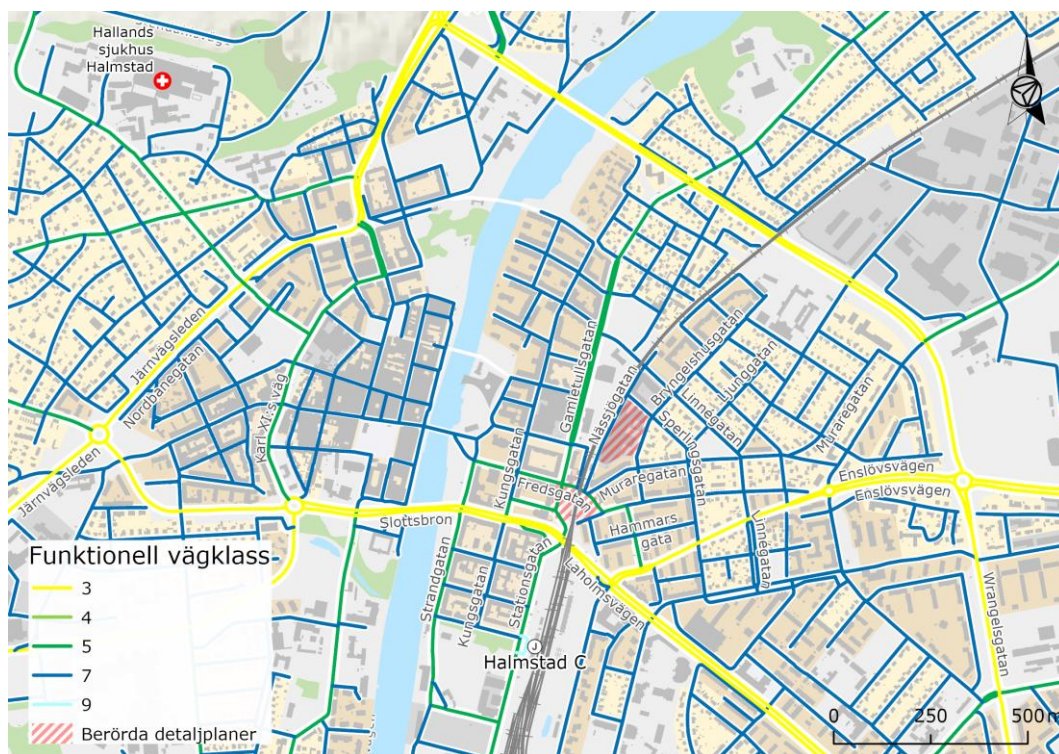 Hallands
sjukhus
Halmstad
Järnvägsleden
Nordbanegatan
Järnvägsleden
Karl XI:s väg
Slottsbron
Strandgatan
Kungsgatan
Kungsgatan
Stationsgatan
Fredsgatan
Gamletullsgatan
Nässjögatan
Bryngelshusgatan
Ljunggatan
Linnégatan
Sperlingsgatan
Muraregatan
Muraregatan
Enslövsvägen
Enslövsvägen
Hammars
gata
Linnégatan
Laholmsvägen
Wrangelsgatan
J
Halmstad C
Funktionell vägklass
3
4
5
7
9
Berörda detaljplaner
0 250 500 m